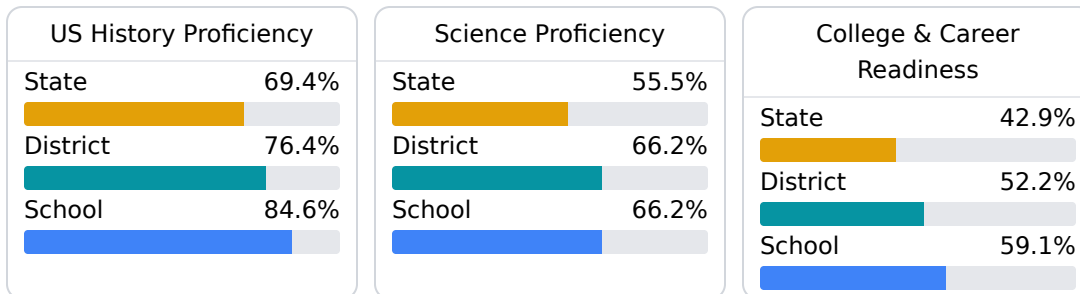 US History Proficiency
State 69.4%
District 76.4%
School 84.6%
Science Proficiency
State 55.5%
District 66.2%
School 66.2%
College & Career
Readiness
State 42.9%
District 52.2%
School 59.1%